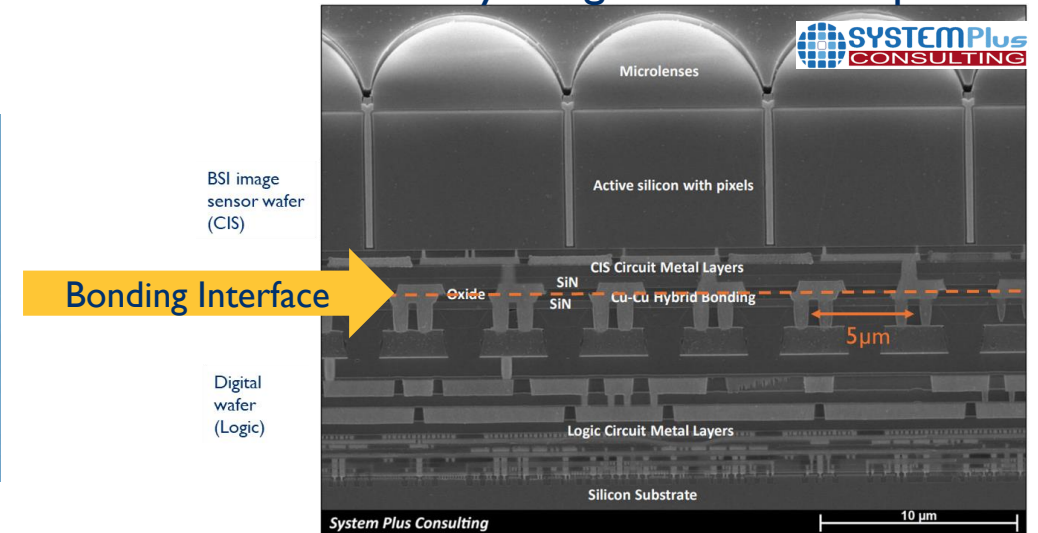 SYSTEMPlus
CONSULTING
Microlenses
BSI image
sensor wafer
(CIS)
Active silicon with pixels
CIS Circuit Metal Layers
SiN
Bonding Interface
Oxide
Cu-Cu Hybrid Bonding
SiN
5µm
Digital
wafer
(Logic)
Logic Circuit Metal Layers
Silicon Substrate
System Plus Consulting
10 µm